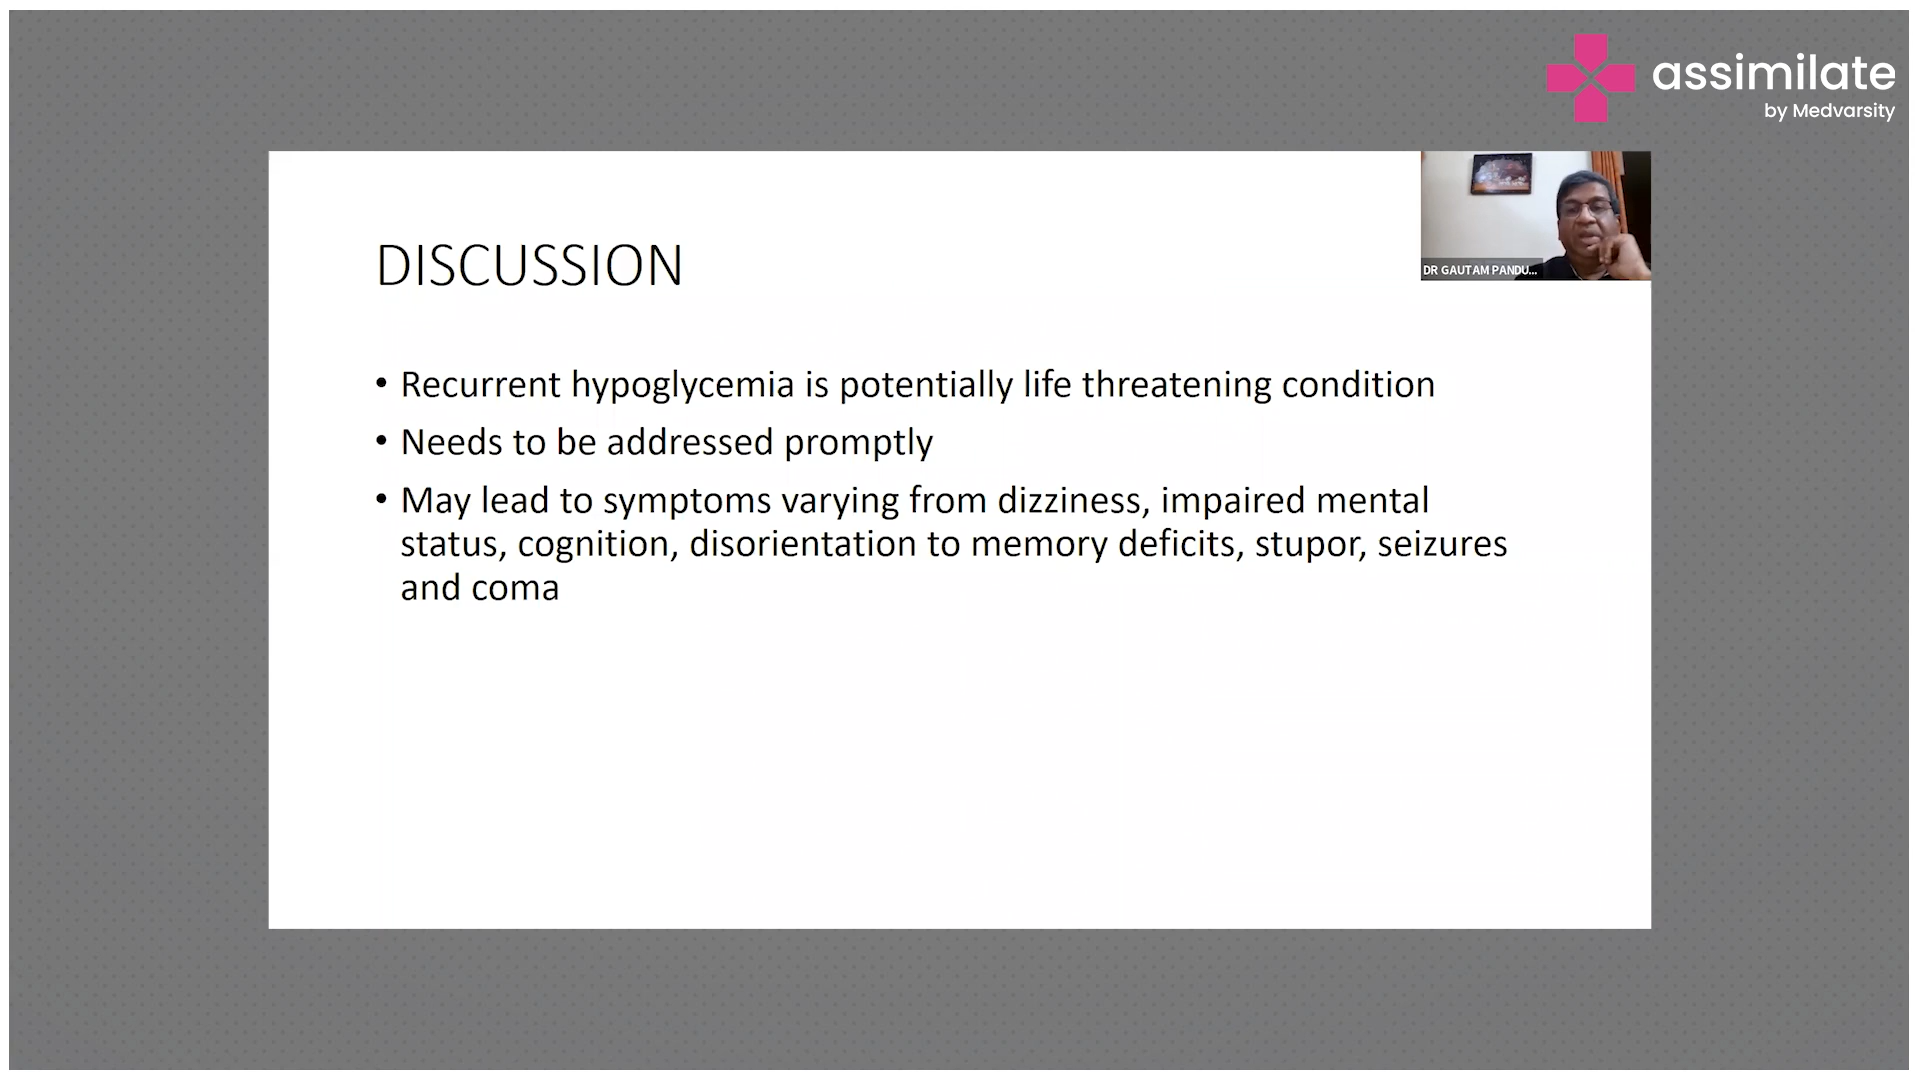 assimilate
by Medvarsity
DR GAUTAM PANDU...
DISCUSSION
• Recurrent hypoglycemia is potentially life threatening condition
• Needs to be addressed promptly
• May lead to symptoms varying from dizziness, impaired mental
status, cognition, disorientation to memory deficits, stupor, seizures
and coma